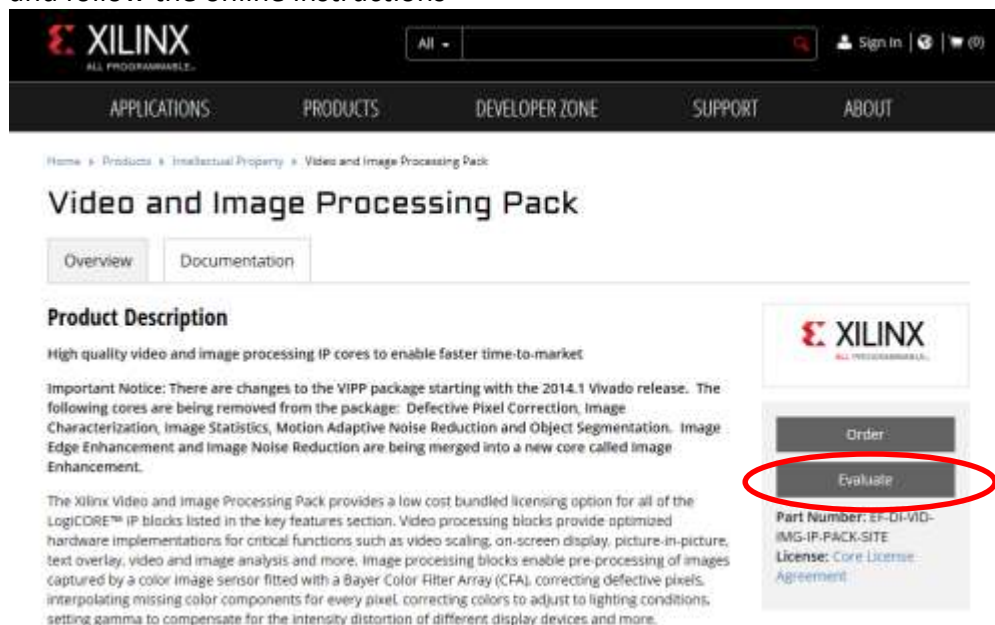 and follow the online instructions
XILINX
ALL PROGRAMMABLE.
All
Sign In | (0)
APPLICATIONS PRODUCTS DEVELOPER ZONE SUPPORT ABOUT
Home Products Intellectual Property Video and Image Processing Pack
Video and Image Processing Pack
Overview Documentation
Product Description
High quality video and image processing IP cores to enable faster time-to-market
Important Notice: There are changes to the VIPP package starting with the 2014.1 Vivado release. The
following cores are being removed from the package: Defective Pixel Correction, Image
Characterization, Image Statistics, Motion Adaptive Noise Reduction and Object Segmentation. Image
Edge Enhancement and Image Noise Reduction are being merged into a new core called Image
Enhancement.
The Xilinx Video and Image Processing Pack provides a low cost bundled licensing option for all of the
LogiCORE™ IP blocks listed in the key features section. Video processing blocks provide optimized
hardware implementations for critical functions such as video scaling, on-screen display, picture-in-picture,
text overlay, video and image analysis and more. Image processing blocks enable pre-processing of images
captured by a color image sensor fitted with a Bayer Color Filter Array (CFA), correcting defective pixels,
interpolating missing color components for every pixel, correcting colors to adjust to lighting conditions,
setting gamma to compensate for the intensity distortion of different display devices and more.
XILINX
ALL PROGRAMMABLE.
Order
Evaluate
Part Number: EF-DI-VID-
IMG-IP-PACK-SITE
License: Core License
Agreement